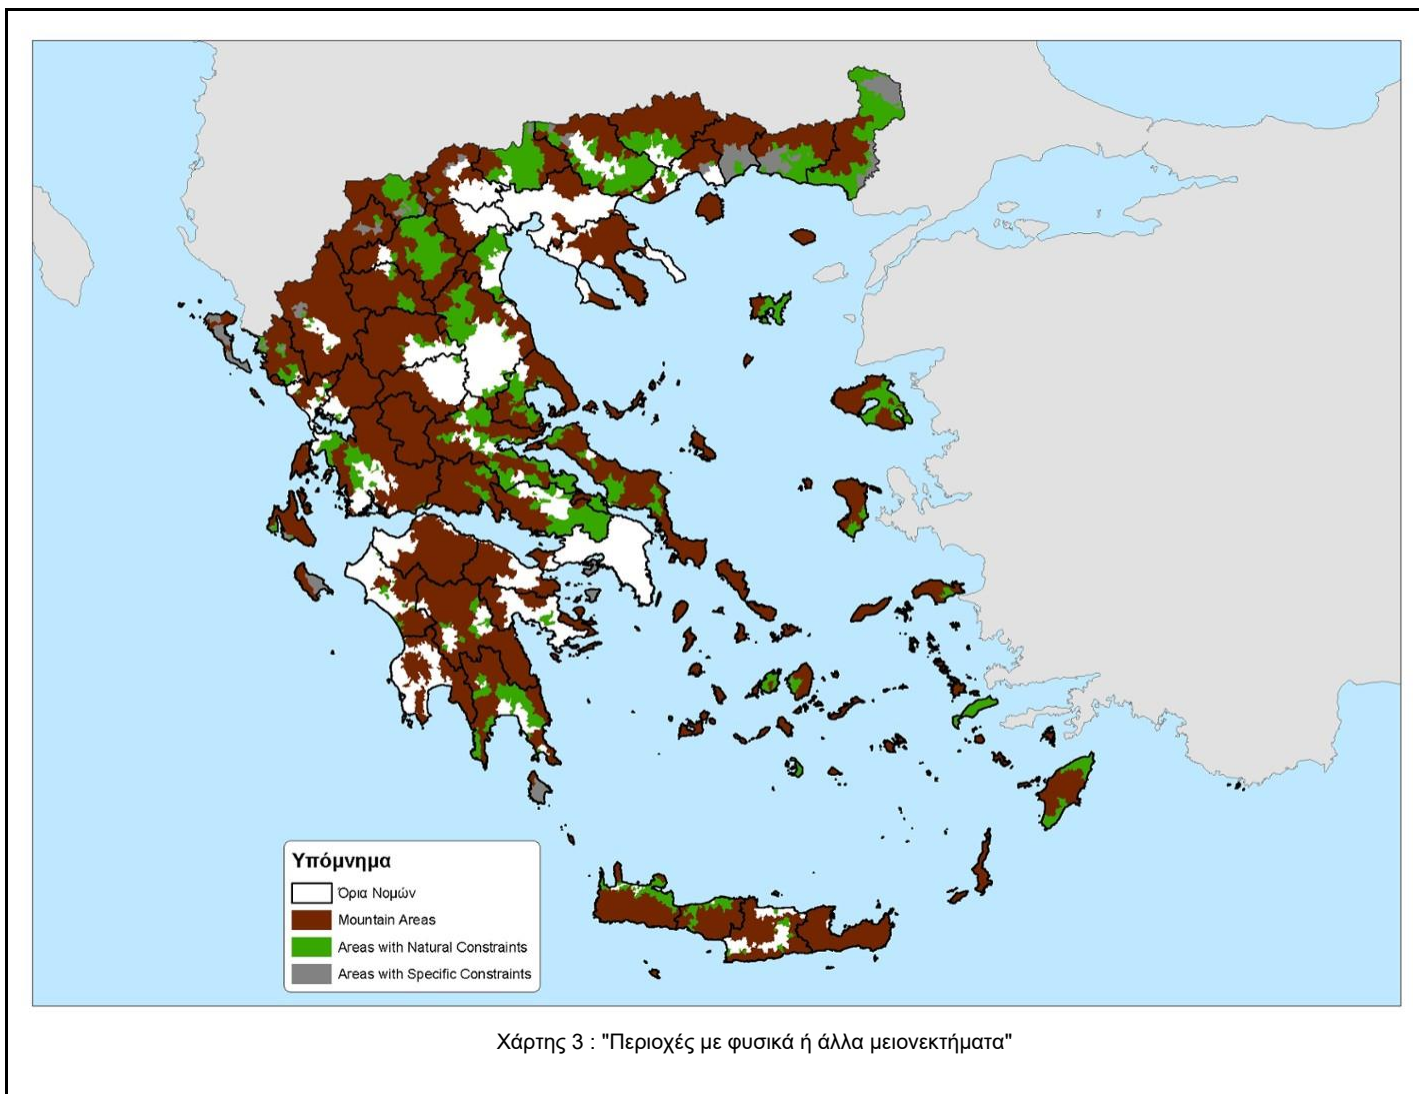 Υπόμνημα
Όρια Νομών
Mountain Areas
Areas with Natural Constraints
Areas with Specific Constraints
Χάρτης 3 : "Περιοχές με φυσικά ή άλλα μειονεκτήματα"